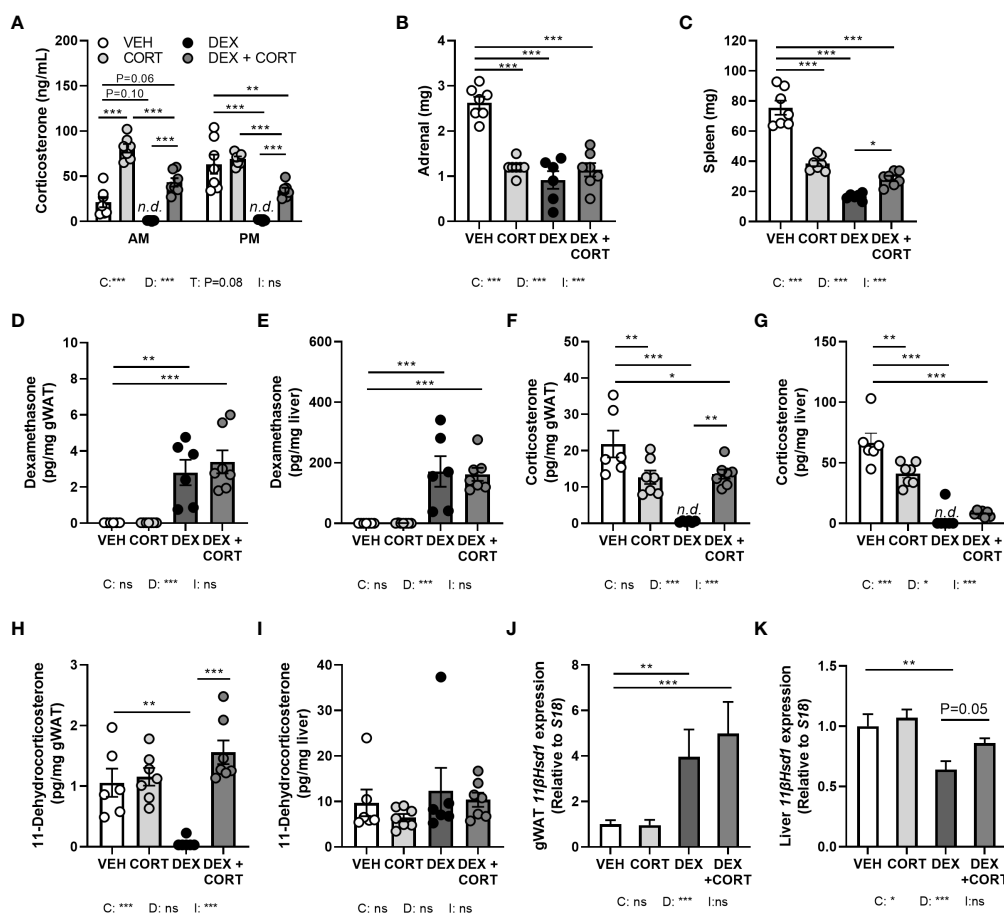 A
VEH
CORT
DEX
DEX + CORT
Corticosterone (ng/mL)
200
150
100
50
0
P=0.06
P=0.10
***
***
***
n.d.
**
***
***
***
n.d.
AM
PM
C:*** D: *** T: P=0.08 I: ns
B
Adrenal (mg)
4
3
2
1
0
***
***
***
VEH CORT DEX DEX +
CORT
C: *** D: *** I: ***
C
Spleen (mg)
120
100
80
60
40
20
0
***
***
***
*
VEH CORT DEX DEX +
CORT
C: *** D: *** I: ***
D
Dexamethasone
(pg/mg gWAT)
6
4
2
0
**
***
VEH CORT DEX DEX +
CORT
C: ns D: *** I: ns
E
Dexamethasone
(pg/mg liver)
600
400
200
0
***
***
VEH CORT DEX DEX +
CORT
C: ns D: *** I: ns
F
Corticosterone
(pg/mg gWAT)
50
40
30
20
10
0
**
***
*
**
n.d.
VEH CORT DEX DEX +
CORT
C: ns D: *** I: ***
G
Corticosterone
(pg/mg liver)
150
100
50
0
**
***
***
n.d.
VEH CORT DEX DEX +
CORT
C: *** D: * I: ***
H
11-Dehydrocorticosterone
(pg/mg gWAT)
3
2
1
0
**
***
VEH CORT DEX DEX +
CORT
C: *** D: ns I: ***
I
11-Dehydrocorticosterone
(pg/mg liver)
40
30
20
10
0
VEH CORT DEX DEX +
CORT
C: ns D: ns I: ns
J
gWAT 11βHsd1 expression
(Relative to S18)
8
6
4
2
0
**
***
VEH CORT DEX DEX
+CORT
C: ns D: *** I:ns
K
Liver 11βHsd1 expression
(Relative to S18)
1.5
1.0
0.5
0.0
**
P=0.05
VEH CORT DEX DEX
+CORT
C: * D: *** I:ns